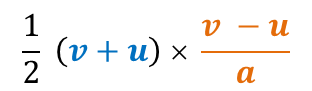 1/2 (v + u) × (v − u)/a